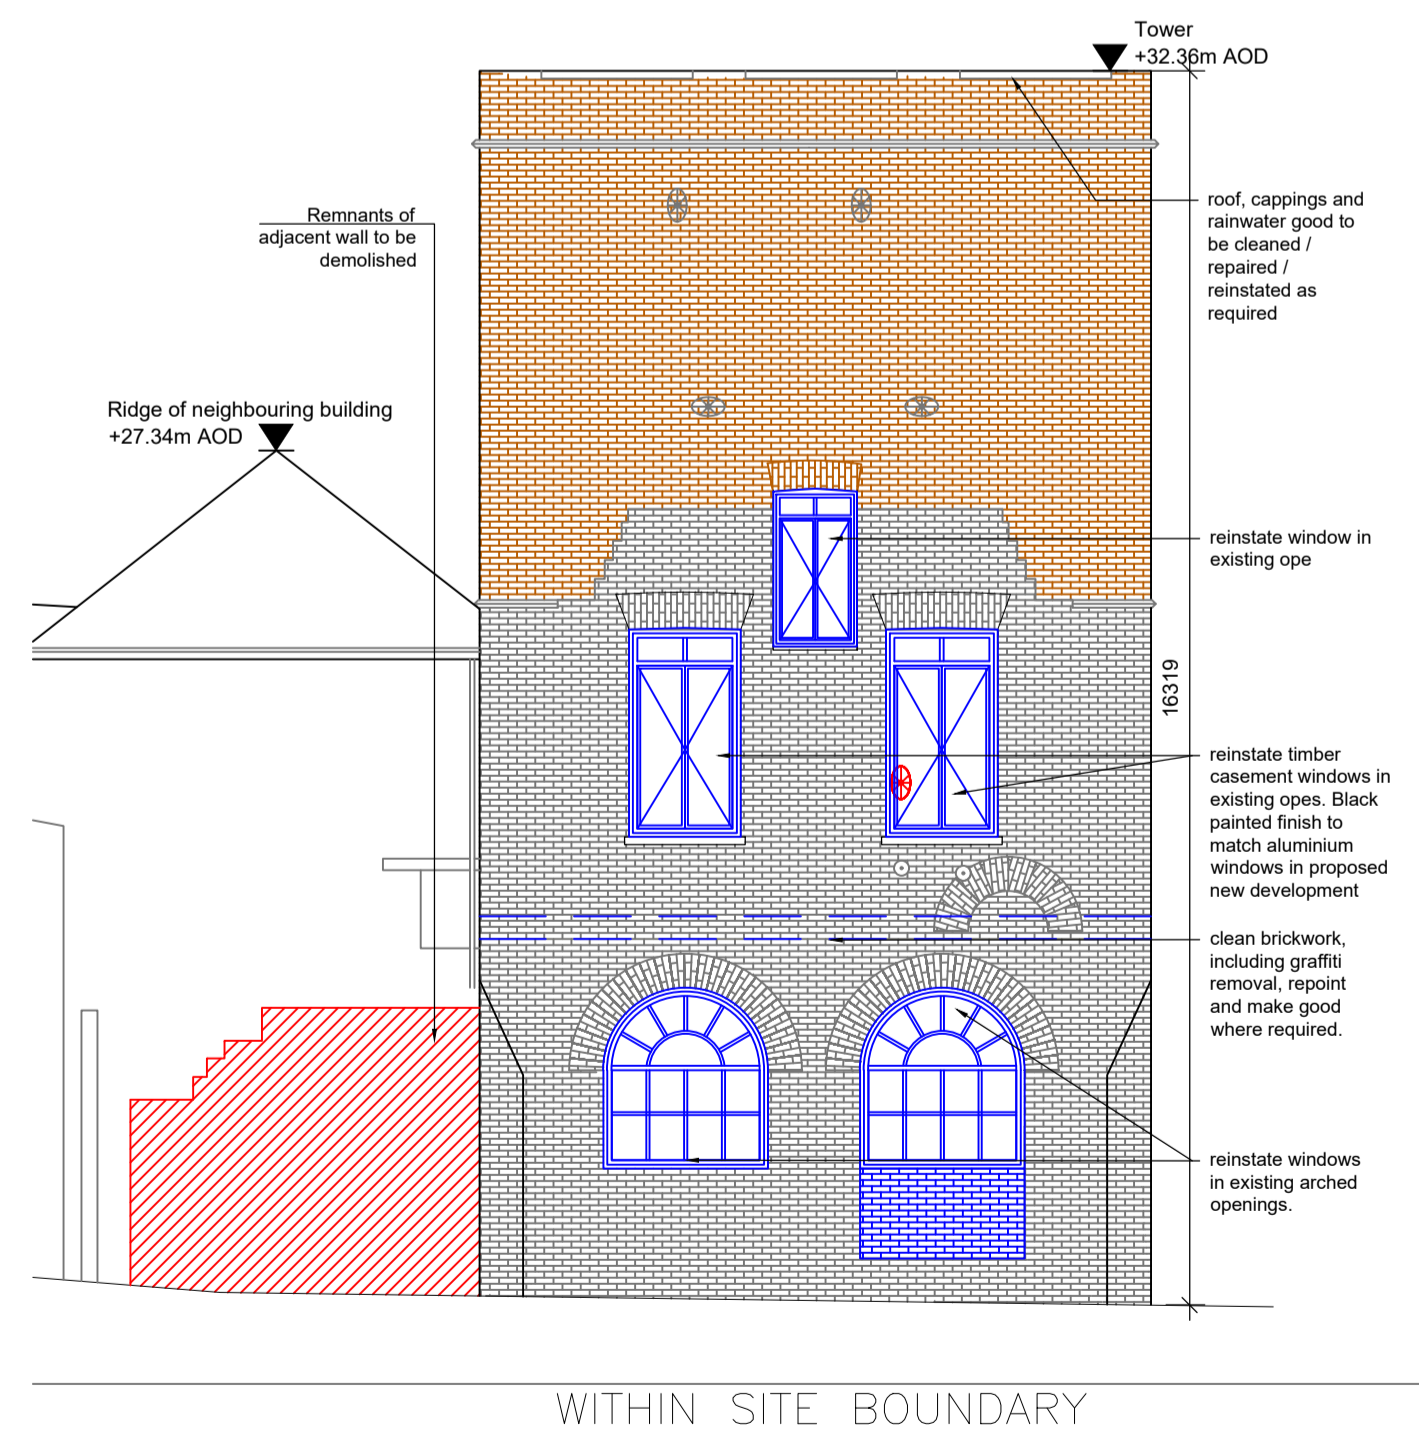 Tower
+32.36m AOD
Remnants of
adjacent wall to be
demolished
roof, cappings and
rainwater good to
be cleaned /
repaired /
reinstated as
required
Ridge of neighbouring building
+27.34m AOD
reinstate window in
existing ope
16319
reinstate timber
casement windows in
existing opes. Black
painted finish to
match aluminium
windows in proposed
new development
clean brickwork,
including graffiti
removal, repoint
and make good
where required.
reinstate windows
in existing arched
openings.
WITHIN SITE BOUNDARY